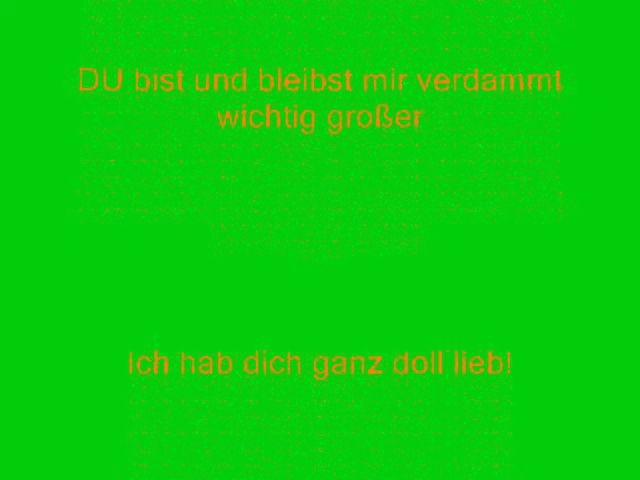 DU bist und bleibst mir verdammt
wichtig großer
Ich hab dich ganz doll lieb!